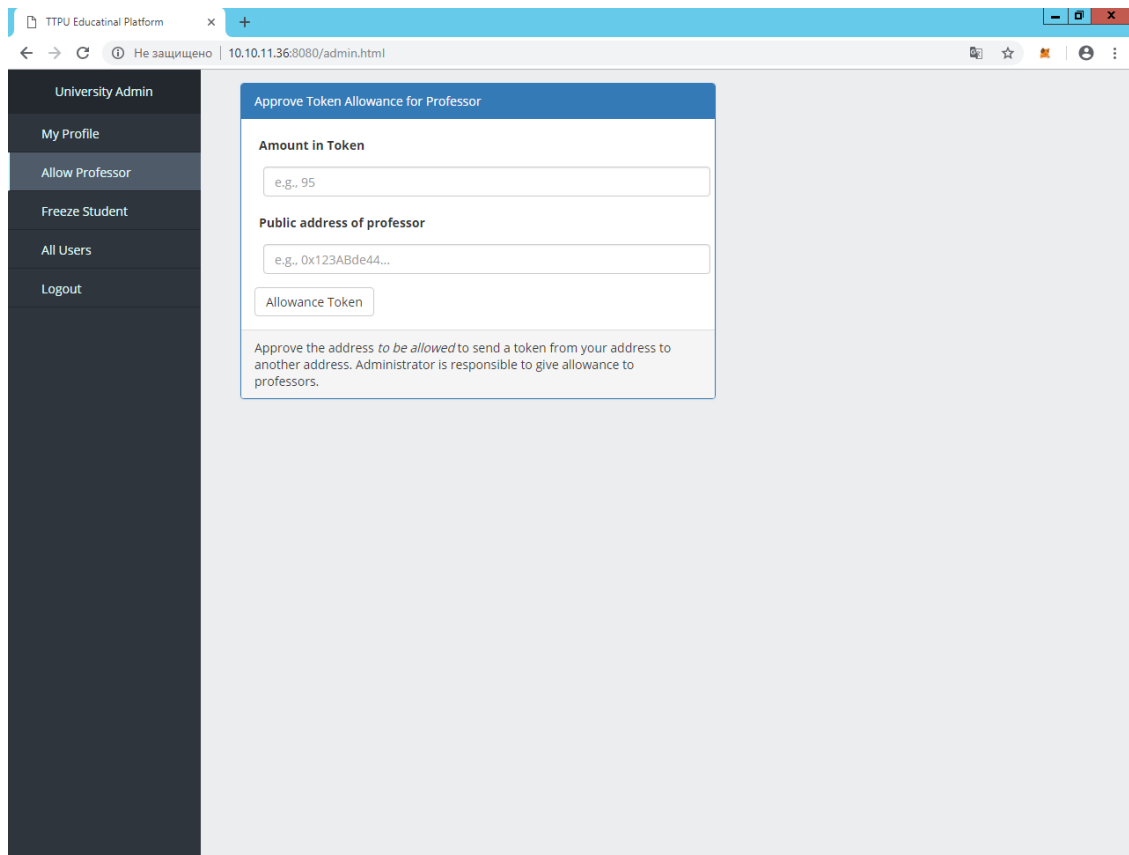 TTPU Educatinal Platform
Не защищено | 10.10.11.36:8080/admin.html
University Admin
My Profile
Allow Professor
Freeze Student
All Users
Logout
Approve Token Allowance for Professor
Amount in Token
e.g., 95
Public address of professor
e.g., 0x123ABde44...
Allowance Token
Approve the address to be allowed to send a token from your address to
another address. Administrator is responsible to give allowance to
professors.